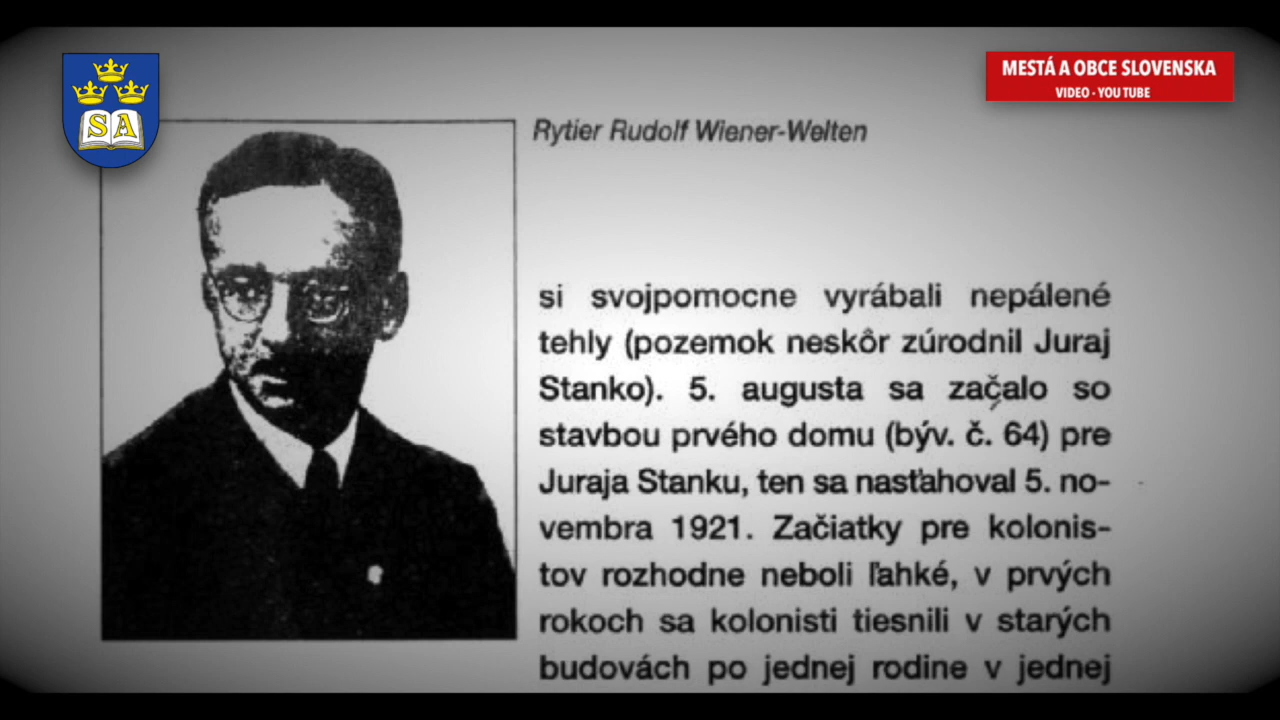 SA
MESTÁ A OBCE SLOVENSKA
VIDEO - YOU TUBE
Rytier Rudolf Wiener-Welten
si svojpomocne vyrábali nepálené
tehly (pozemok neskôr zúrodnil Juraj
Stanko). 5. augusta sa začalo so
stavbou prvého domu (býv. č. 64) pre
Juraja Stanku, ten sa nasťahoval 5. no-
vembra 1921. Začiatky pre kolonis-
tov rozhodne neboli ľahké, v prvých
rokoch sa kolonisti tiesnili v starých
budovách po jednej rodine v jednej